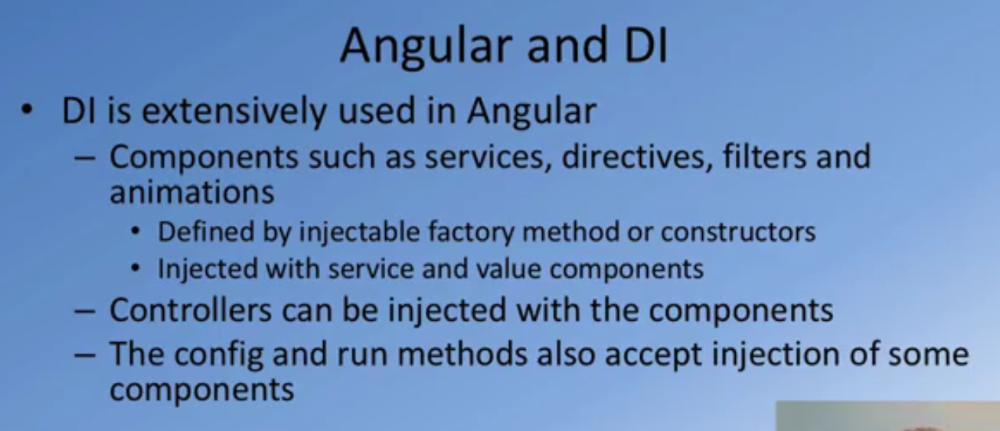 Angular and DI
• DI is extensively used in Angular
– Components such as services, directives, filters and
animations
• Defined by injectable factory method or constructors
• Injected with service and value components
– Controllers can be injected with the components
– The config and run methods also accept injection of some
components